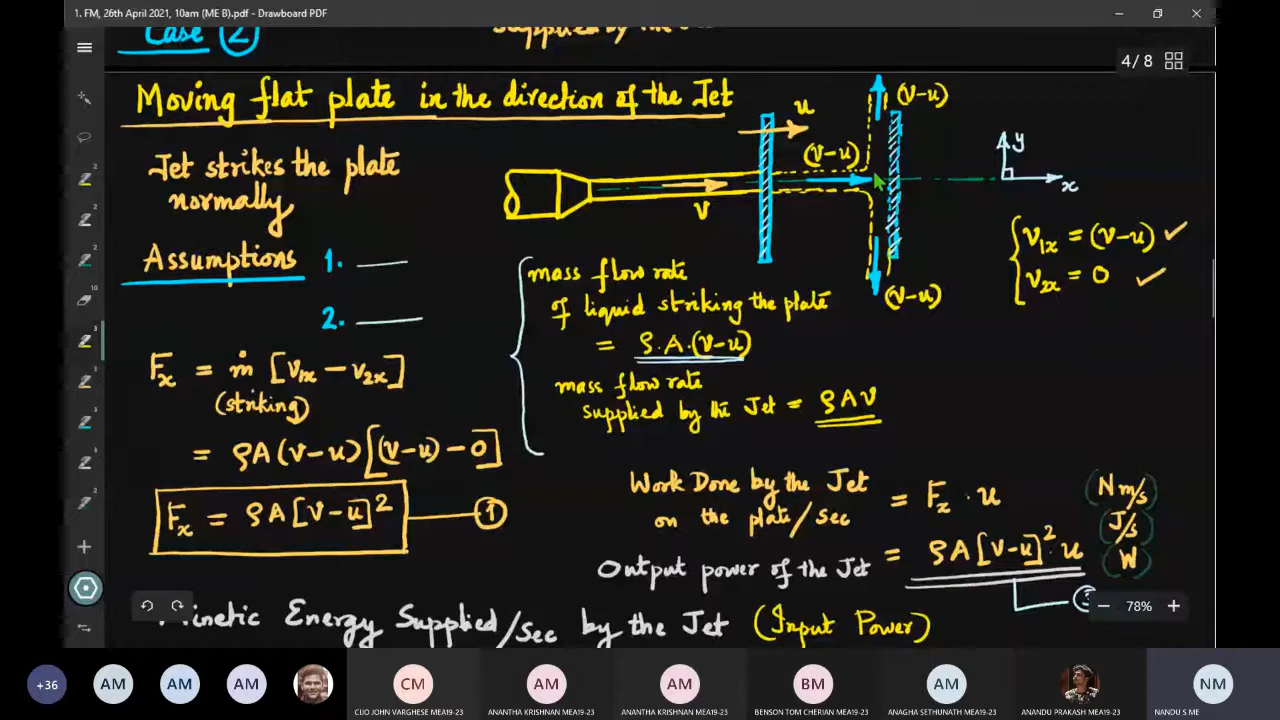 1. FM, 26th April 2021, 10am (ME B).pdf - Drawboard PDF
Case 2
4 / 8
Moving flat plate in the direction of the Jet
Jet strikes the plate
normally
Assumptions 1. 
2.
u
(V-u)
(V-u)
V
(V-u)
y
x
V1x = (V-u) ✓
V2x = 0 ✓
mass flow rate
of liquid striking the plate
= ρ.A.(V-u)
mass flow rate
supplied by the Jet = ρAV
Fx = ṁ [V1x - V2x]
(striking)
= ρA(V-u)[(V-u) - 0]
Fx = ρA[V-u]² 1
Work Done by the Jet
on the plate/sec = Fx . u
(Nm/s)
(J/s)
(W)
Output power of the Jet = ρA[V-u]². u
Kinetic Energy Supplied/Sec by the Jet (Input Power)
78%
+36
AM
AM
AM
CM
AM
AM
BM
AM
NM
CIJO JOHN VARGHESE MEA19-23
ANANTHA KRISHNAN MEA19-23
ANANTHA KRISHNAN MEA19-23
BENSON TOM CHERIAN MEA19-23
ANAGHA SETHUNATH MEA19-23
ANANDU PRAKASH MEA19-23
NANDU S ME